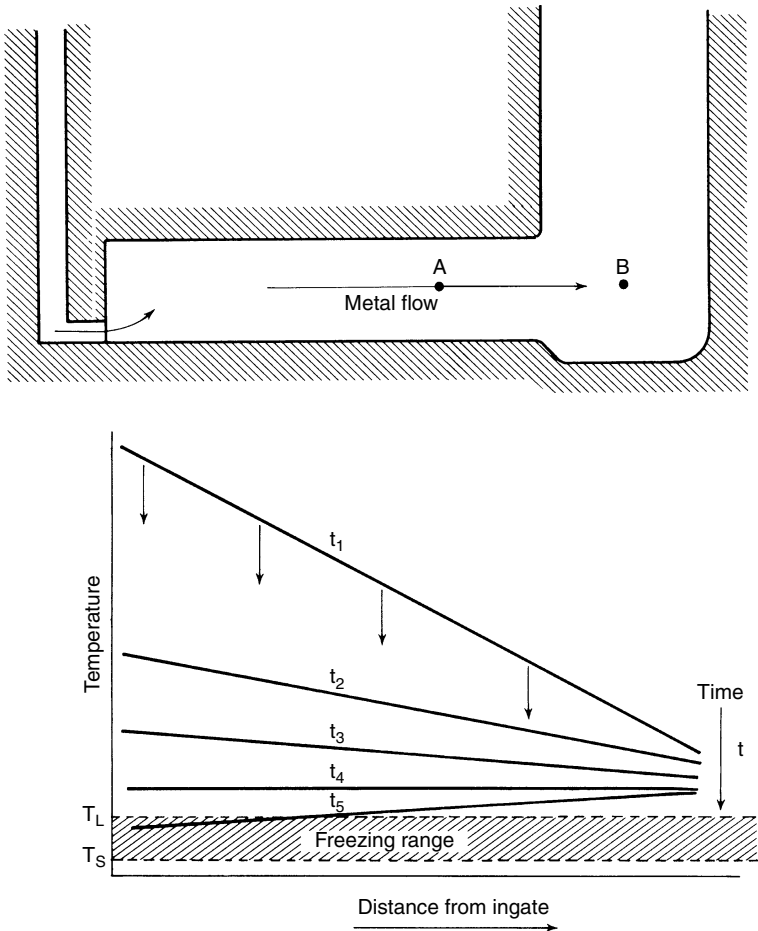 A
B
Metal flow
Temperature
t1
t2
t3
t4
t5
Time
t
TL
Freezing range
TS
Distance from ingate